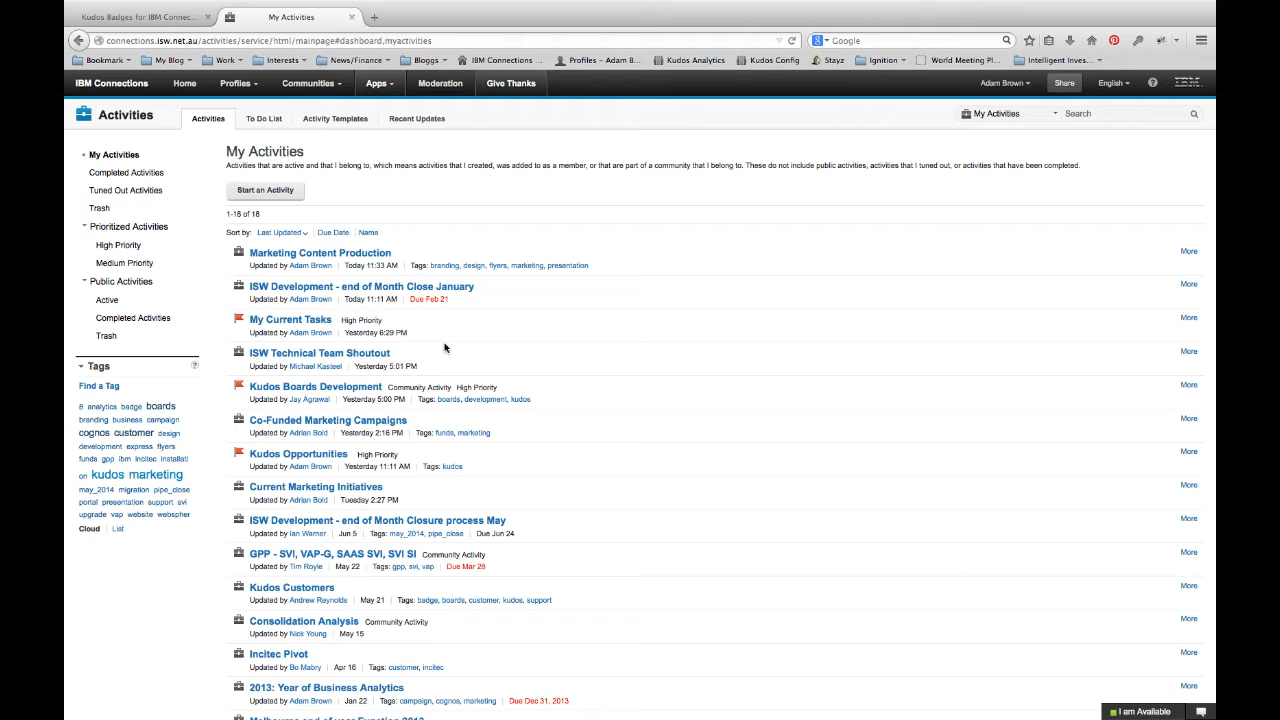 Kudos Badges for IBM Connec... ×
My Activities ×
connections.isw.net.au/activities/service/html/mainpage#dashboard,myactivities
Google
Bookmark My Blog Work Interests News/Finance Bloggs IBM Connections ... Profiles – Adam B... Kudos Analytics Kudos Config Stayz Ignition World Meeting Pl... Intelligent Inves...
IBM Connections Home Profiles Communities Apps Moderation Give Thanks Adam Brown Share English ? IBM
Activities Activities To Do List Activity Templates Recent Updates My Activities Search
My Activities
Completed Activities
Tuned Out Activities
Trash
Prioritized Activities
High Priority
Medium Priority
Public Activities
Active
Completed Activities
Trash
Tags ?
Find a Tag
8 analytics badge boards
branding business campaign
cognos customer design
development express flyers
funds gpp ibm incitec installati
on kudos marketing
may_2014 migration pipe_close
portal presentation support svi
upgrade vap website webspher
Cloud List
My Activities
Activities that are active and that I belong to, which means activities that I created, was added to as a member, or that are part of a community that I belong to. These do not include public activities, activities that I tuned out, or activities that have been completed.
Start an Activity
1-18 of 18
Sort by: Last Updated Due Date Name
Marketing Content Production More
Updated by Adam Brown | Today 11:33 AM | Tags: branding, design, flyers, marketing, presentation
ISW Development - end of Month Close January More
Updated by Adam Brown | Today 11:11 AM | Due Feb 21
My Current Tasks High Priority More
Updated by Adam Brown | Yesterday 6:29 PM
ISW Technical Team Shoutout More
Updated by Michael Kasteel | Yesterday 5:01 PM
Kudos Boards Development Community Activity High Priority More
Updated by Jay Agrawal | Yesterday 5:00 PM | Tags: boards, development, kudos
Co-Funded Marketing Campaigns More
Updated by Adrian Bold | Yesterday 2:16 PM | Tags: funds, marketing
Kudos Opportunities High Priority More
Updated by Adam Brown | Yesterday 11:11 AM | Tags: kudos
Current Marketing Initiatives More
Updated by Adrian Bold | Tuesday 2:27 PM
ISW Development - end of Month Closure process May More
Updated by Ian Warner | Jun 5 | Tags: may_2014, pipe_close | Due Jun 24
GPP - SVI, VAP-G, SAAS SVI, SVI SI Community Activity More
Updated by Tim Royle | May 22 | Tags: gpp, svi, vap | Due Mar 28
Kudos Customers More
Updated by Andrew Reynolds | May 21 | Tags: badge, boards, customer, kudos, support
Consolidation Analysis Community Activity More
Updated by Nick Young | May 15
Incitec Pivot More
Updated by Bo Mabry | Apr 16 | Tags: customer, incitec
2013: Year of Business Analytics More
Updated by Adam Brown | Jan 22 | Tags: campaign, cognos, marketing | Due Dec 31, 2013
Melbourne end of year Function 2013
I am Available